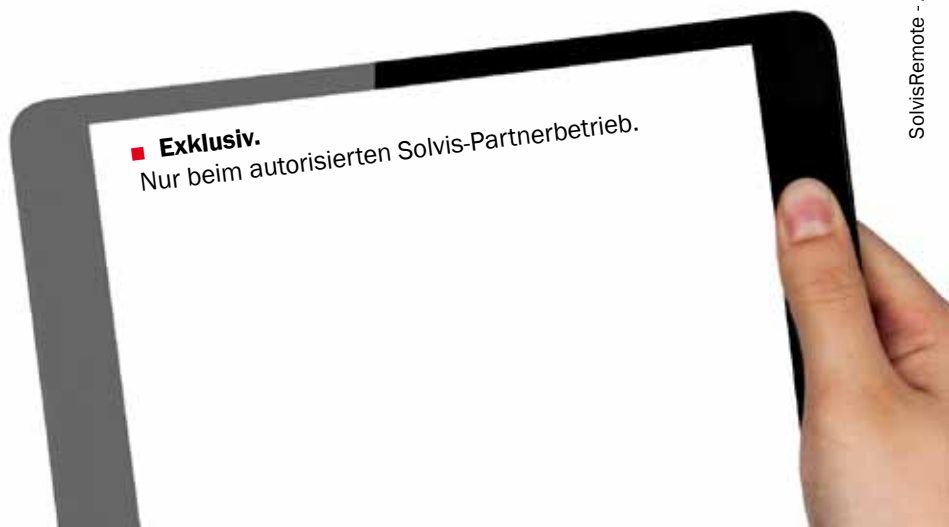 Exklusiv.
Nur beim autorisierten Solvis-Partnerbetrieb.
SolvisRemote -